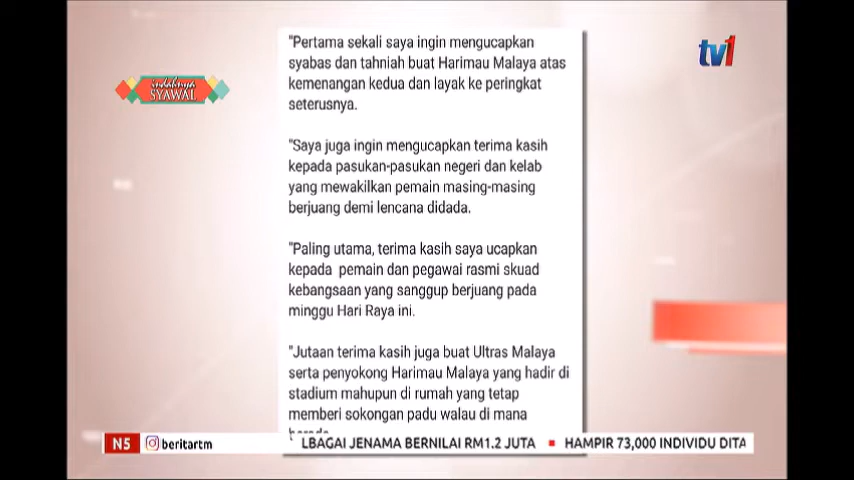 "Pertama sekali saya ingin mengucapkan
syabas dan tahniah buat Harimau Malaya atas
kemenangan kedua dan layak ke peringkat
seterusnya.
"Saya juga ingin mengucapkan terima kasih
kepada pasukan-pasukan negeri dan kelab
yang mewakilkan pemain masing-masing
berjuang demi lencana didada.
"Paling utama, terima kasih saya ucapkan
kepada pemain dan pegawai rasmi skuad
kebangsaan yang sanggup berjuang pada
minggu Hari Raya ini.
"Jutaan terima kasih juga buat Ultras Malaya
serta penyokong Harimau Malaya yang hadir di
stadium mahupun di rumah yang tetap
memberi sokongan padu walau di mana
tv1
indahnya
SYAWAL
N5
beritartm
LBAGAI JENAMA BERNILAI RM1.2 JUTA ▪ HAMPIR 73,000 INDIVIDU DITA